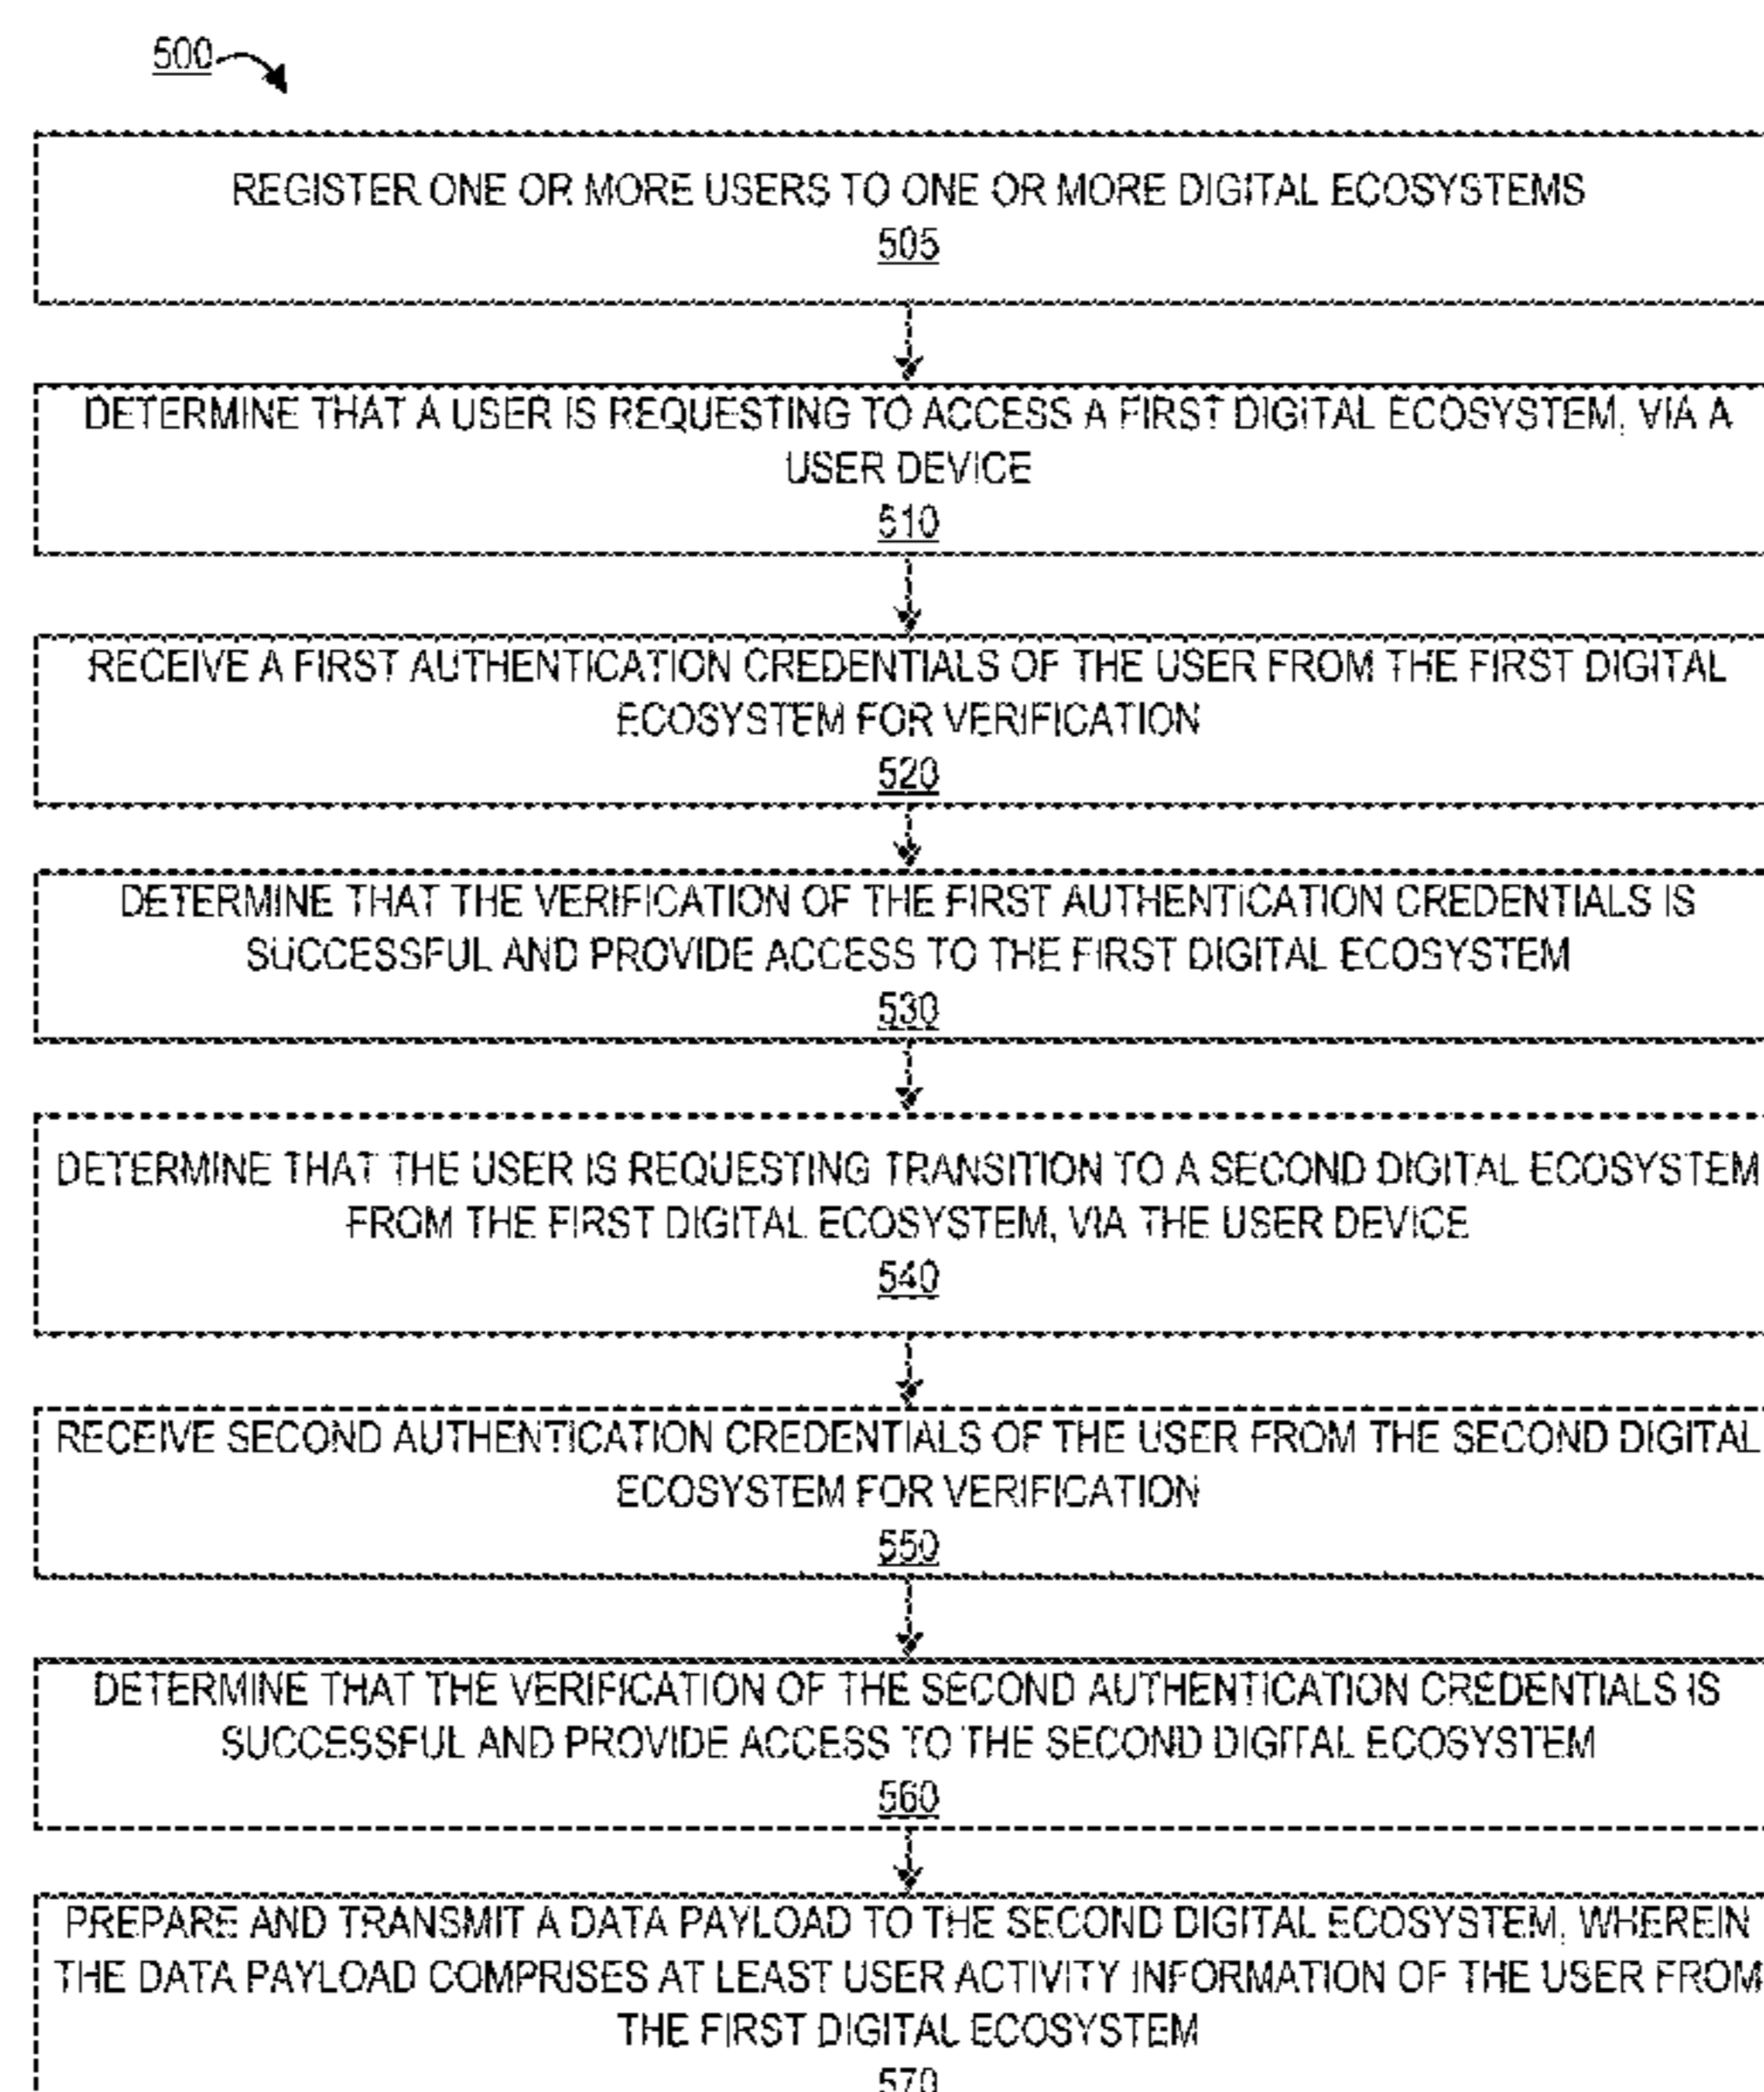 500
REGISTER ONE OR MORE USERS TO ONE OR MORE DIGITAL ECOSYSTEMS
505
DETERMINE THAT A USER IS REQUESTING TO ACCESS A FIRST DIGITAL ECOSYSTEM, VIA A
USER DEVICE
510
RECEIVE A FIRST AUTHENTICATION CREDENTIALS OF THE USER FROM THE FIRST DIGITAL
ECOSYSTEM FOR VERIFICATION
520
DETERMINE THAT THE VERIFICATION OF THE FIRST AUTHENTICATION CREDENTIALS IS
SUCCESSFUL AND PROVIDE ACCESS TO THE FIRST DIGITAL ECOSYSTEM
530
DETERMINE THAT THE USER IS REQUESTING TRANSITION TO A SECOND DIGITAL ECOSYSTEM
FROM THE FIRST DIGITAL ECOSYSTEM, VIA THE USER DEVICE
540
RECEIVE SECOND AUTHENTICATION CREDENTIALS OF THE USER FROM THE SECOND DIGITAL
ECOSYSTEM FOR VERIFICATION
550
DETERMINE THAT THE VERIFICATION OF THE SECOND AUTHENTICATION CREDENTIALS IS
SUCCESSFUL AND PROVIDE ACCESS TO THE SECOND DIGITAL ECOSYSTEM
560
PREPARE AND TRANSMIT A DATA PAYLOAD TO THE SECOND DIGITAL ECOSYSTEM, WHEREIN
THE DATA PAYLOAD COMPRISES AT LEAST USER ACTIVITY INFORMATION OF THE USER FROM
THE FIRST DIGITAL ECOSYSTEM
570